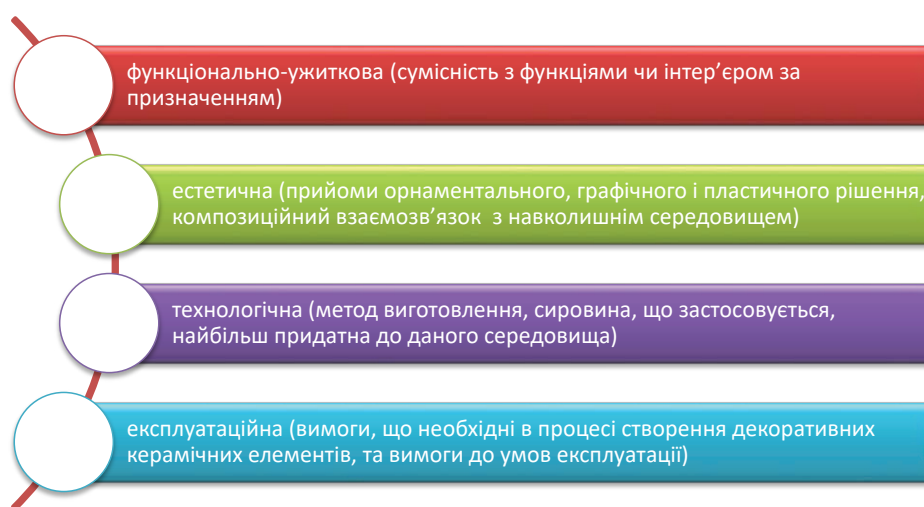 функціонально-ужиткова (сумісність з функціями чи інтер’єром за
призначенням)
естетична (прийоми орнаментального, графічного і пластичного рішення,
композиційний взаємозв’язок з навколишнім середовищем)
технологічна (метод виготовлення, сировина, що застосовується,
найбільш придатна до даного середовища)
експлуатаційна (вимоги, що необхідні в процесі створення декоративних
керамічних елементів, та вимоги до умов експлуатації)